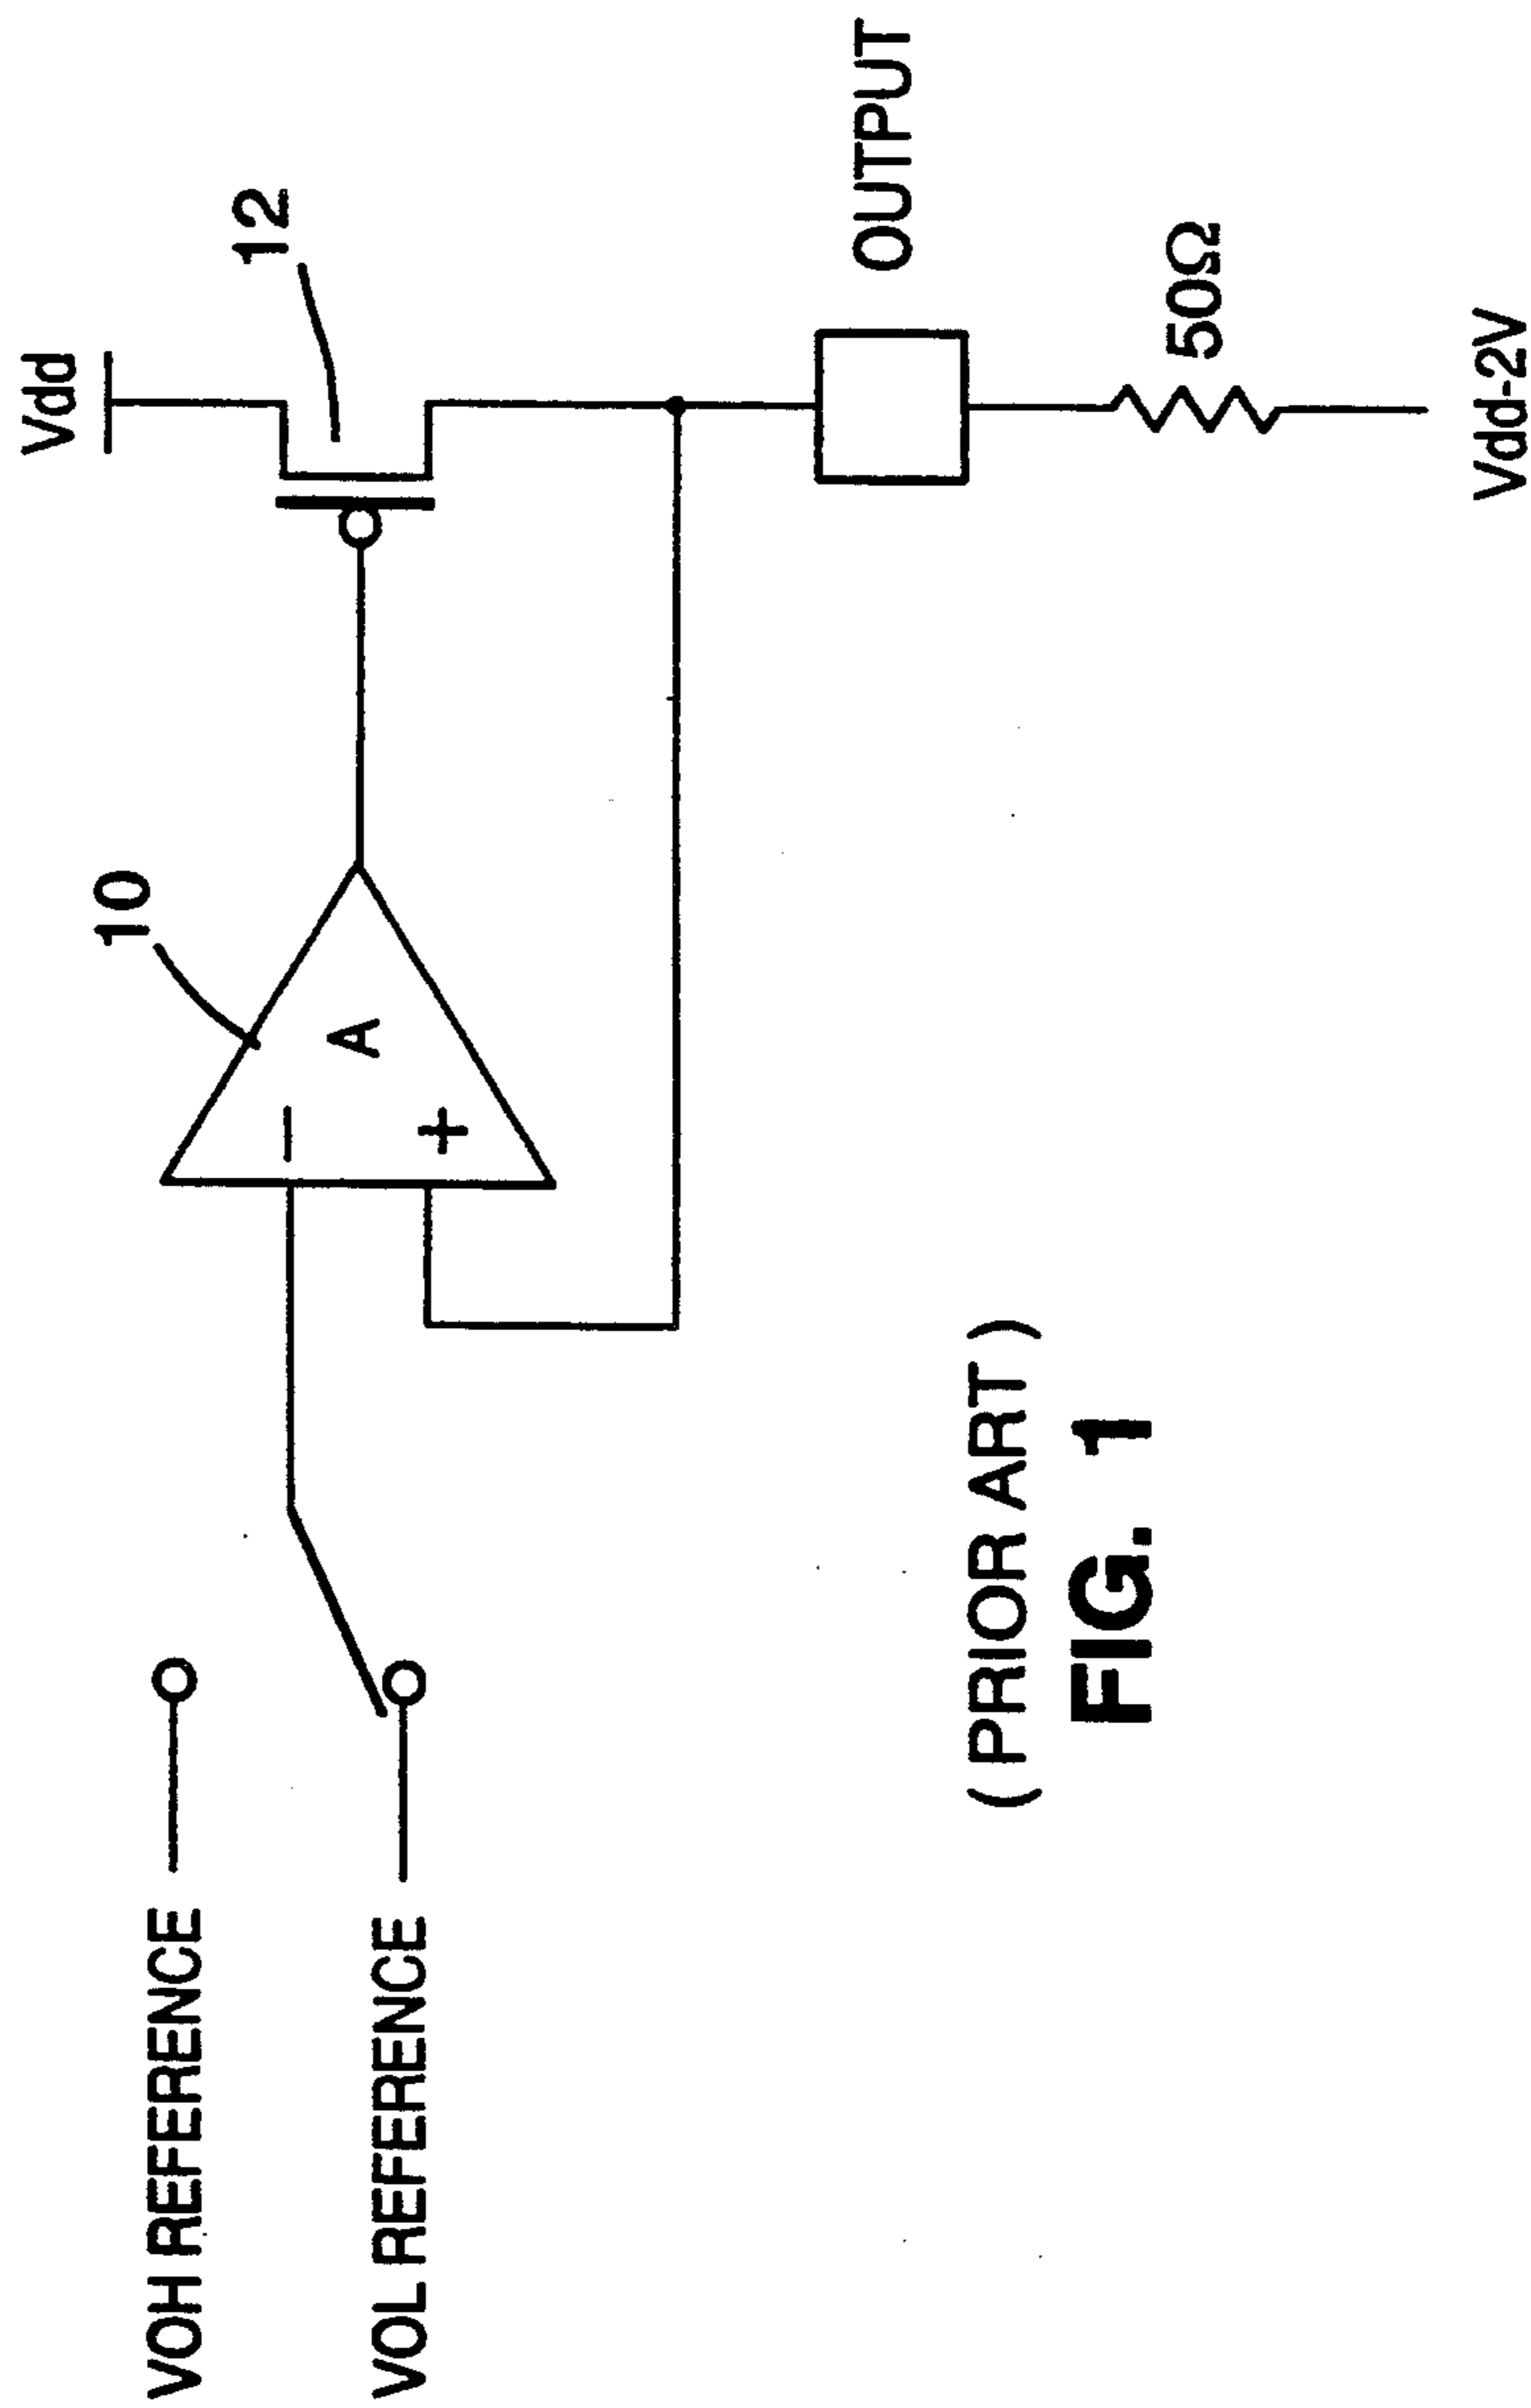 Vdd
12
10
A
−
+
VOH REFERENCE
VOL REFERENCE
OUTPUT
50Ω
Vdd-2V
( PRIOR ART )
FIG. 1